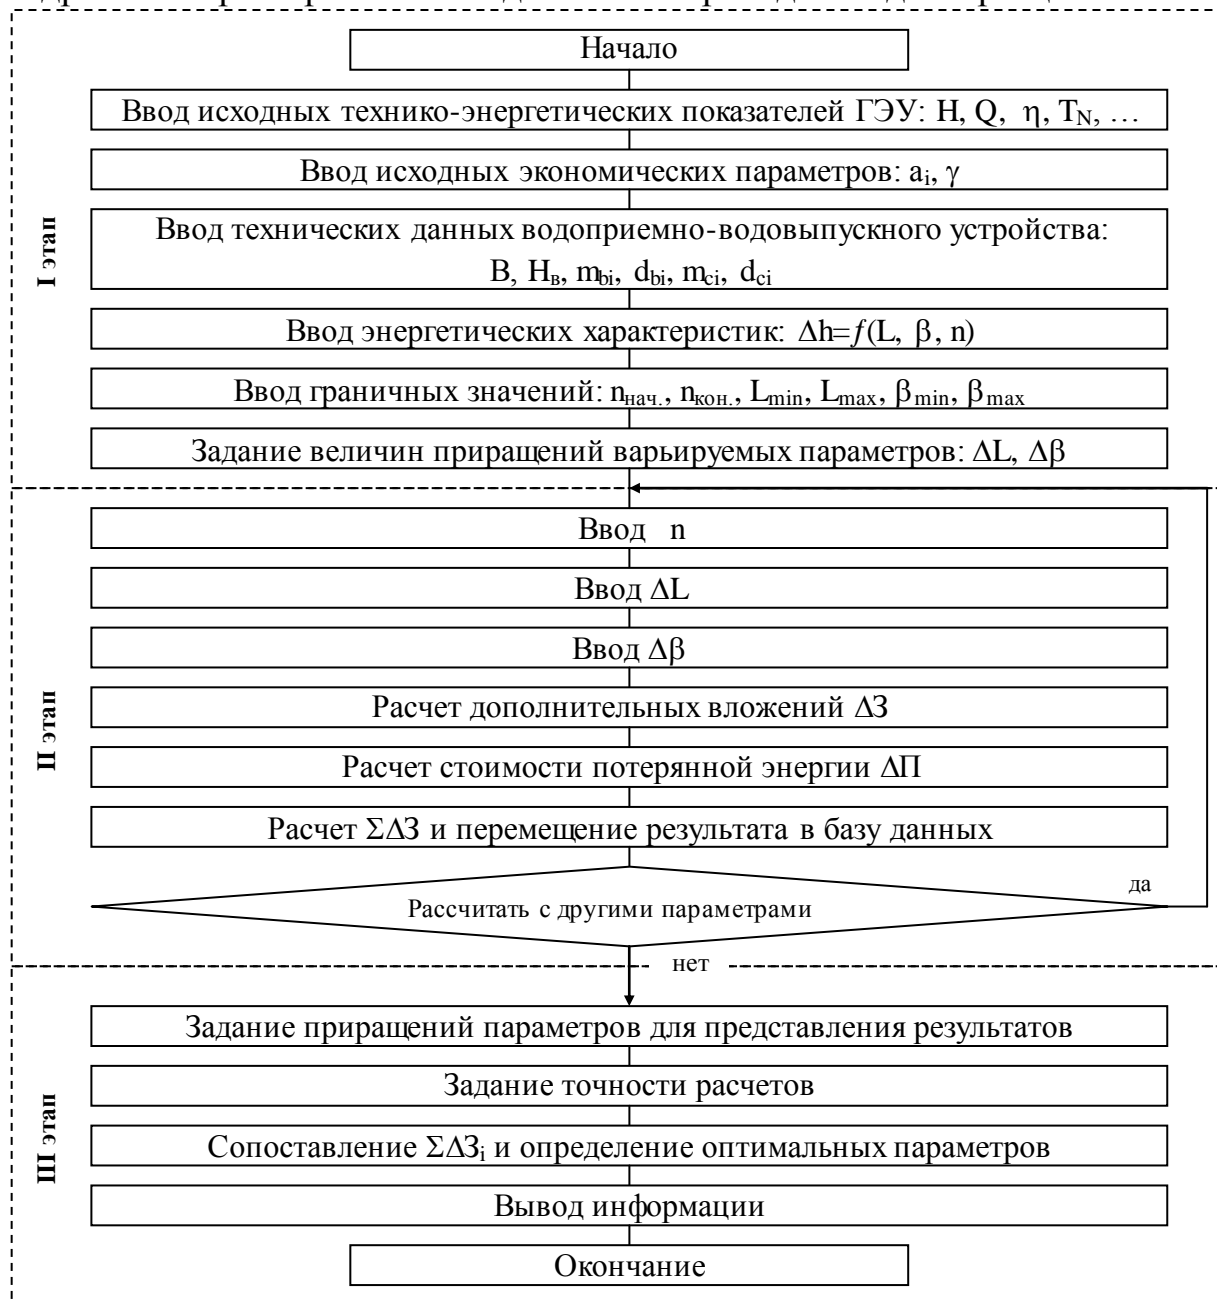 Начало
Ввод исходных технико-энергетических показателей ГЭУ: H, Q, η, T_N, …
Ввод исходных экономических параметров: a_i, γ
Ввод технических данных водоприемно-водовыпускного устройства:
B, H_в, m_bi, d_bi, m_ci, d_ci
I этап
Ввод энергетических характеристик: Δh=f(L, β, n)
Ввод граничных значений: n_нач., n_кон., L_min, L_max, β_min, β_max
Задание величин приращений варьируемых параметров: ΔL, Δβ
Ввод n
Ввод ΔL
Ввод Δβ
Расчет дополнительных вложений ΔЗ
II этап
Расчет стоимости потерянной энергии ΔП
Расчет ΣΔЗ и перемещение результата в базу данных
да
Рассчитать с другими параметрами
нет
Задание приращений параметров для представления результатов
Задание точности расчетов
III этап
Сопоставление ΣΔЗ_i и определение оптимальных параметров
Вывод информации
Окончание